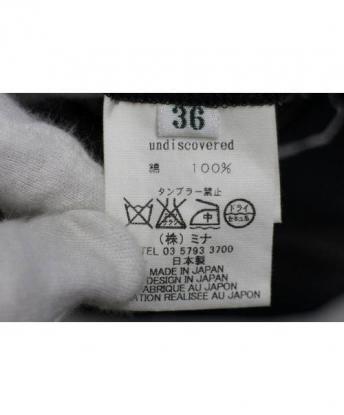 36
undiscovered
綿 100%
タンブラー禁止
中
ドライ
(株) ミナ
TEL 03 5793 3700
日本製
MADE IN JAPAN
DESIGN IN JAPAN
FABRIQUE AU JAPON
ATION REALISEE AU JAPON